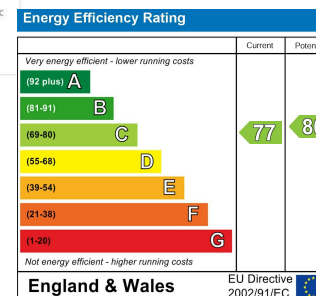 Energy Efficiency Rating
Current
Very energy efficient - lower running costs
(92 plus) A
(81-91) B
(69-80) C 77
(55-68) D
(39-54) E
(21-38) F
(1-20) G
Not energy efficient - higher running costs
England & Wales
EU Directive
2002/91/EC